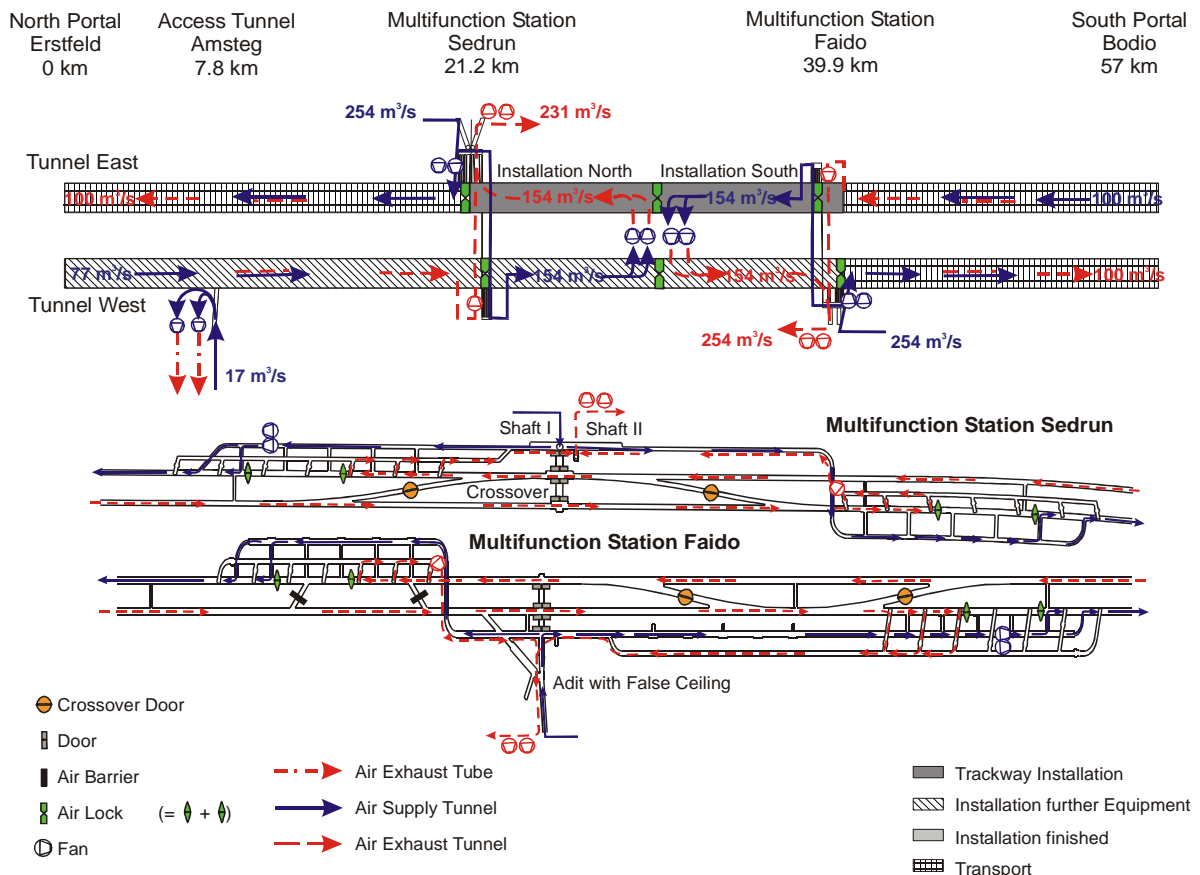 North Portal
Erstfeld
0 km
Access Tunnel
Amsteg
7.8 km
Multifunction Station
Sedrun
21.2 km
Multifunction Station
Faido
39.9 km
South Portal
Bodio
57 km
254 m³/s
231 m³/s
Tunnel East
Installation North
Installation South
100 m³/s
154 m³/s
154 m³/s
100 m³/s
77 m³/s
154 m³/s
154 m³/s
100 m³/s
Tunnel West
254 m³/s
254 m³/s
17 m³/s
Shaft I
Shaft II
Multifunction Station Sedrun
Crossover
Multifunction Station Faido
Adit with False Ceiling
Crossover Door
Door
Air Barrier
Air Lock
(= + )
Fan
Air Exhaust Tube
Air Supply Tunnel
Air Exhaust Tunnel
Trackway Installation
Installation further Equipment
Installation finished
Transport